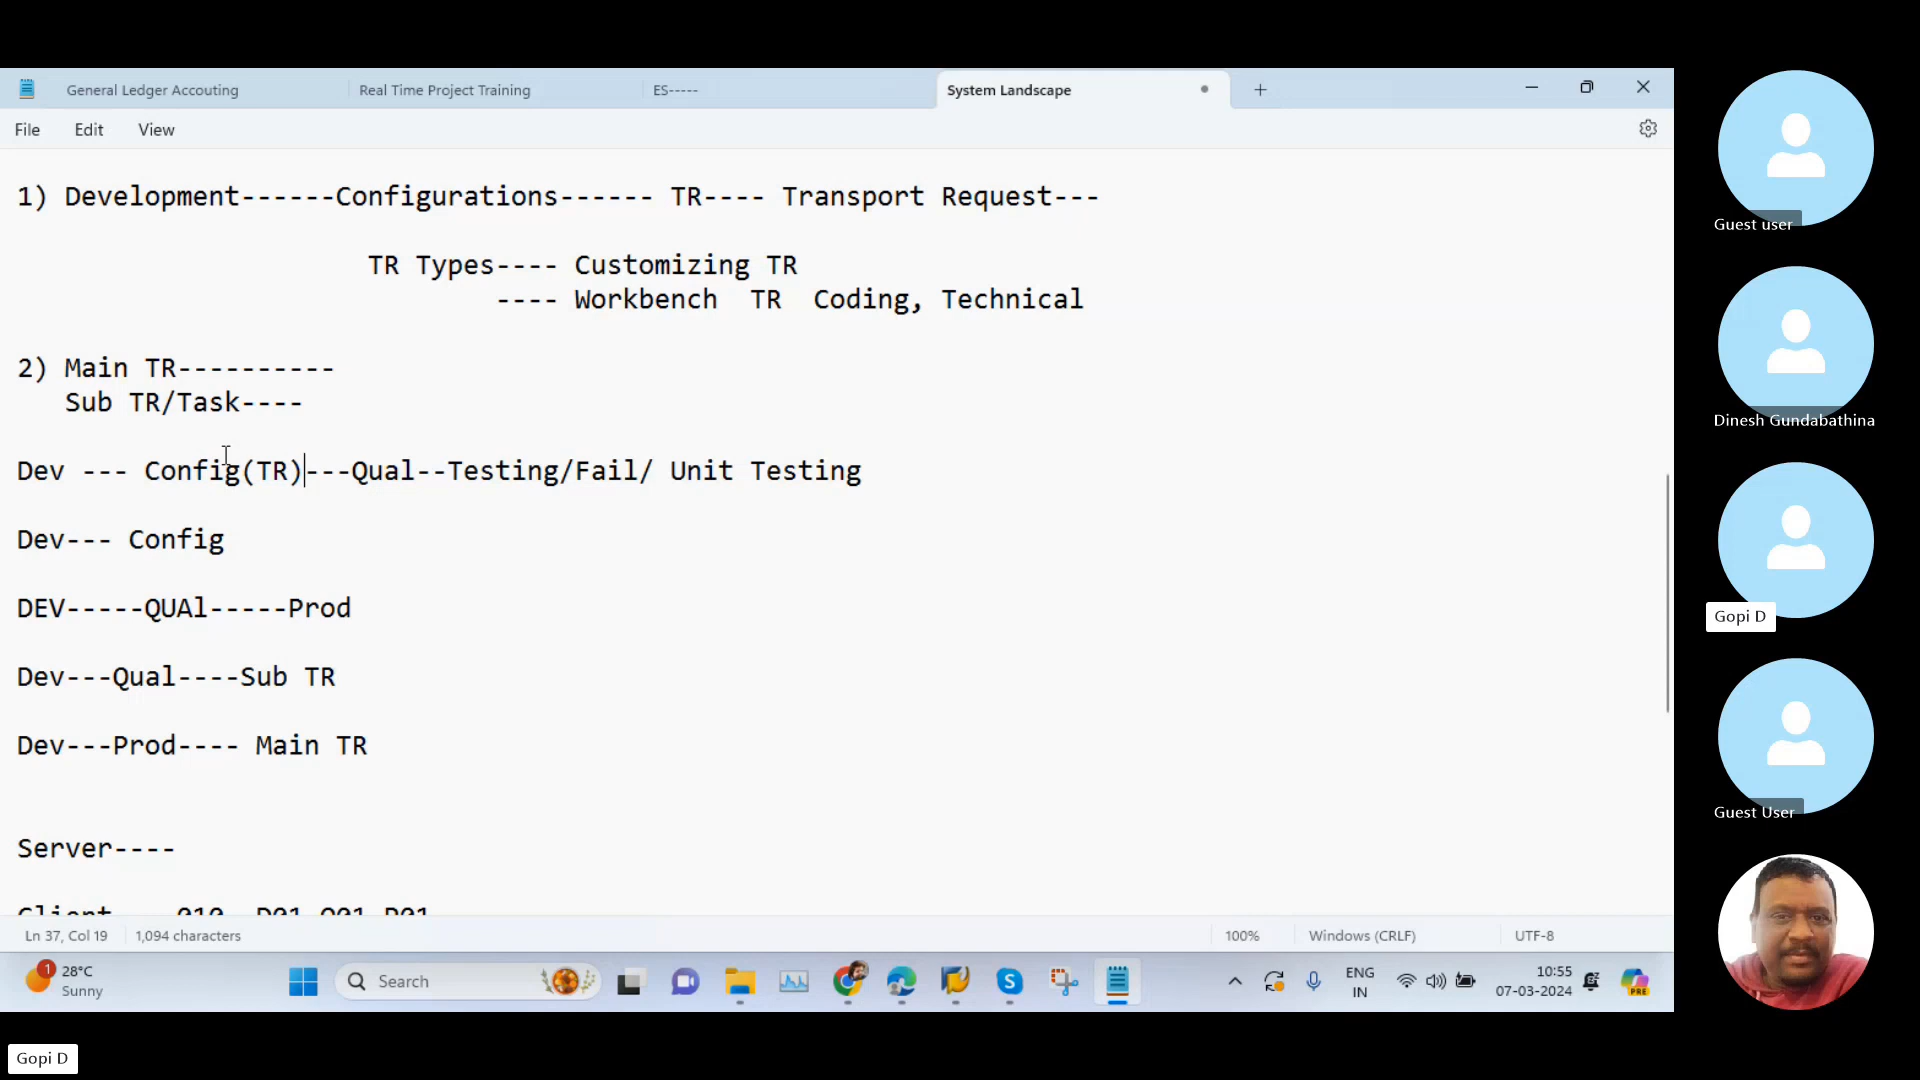 General Ledger Accouting
Real Time Project Training
ES-----
System Landscape
File Edit View
1) Development------Configurations------ TR---- Transport Request---
TR Types---- Customizing TR
---- Workbench TR Coding, Technical
2) Main TR----------
Sub TR/Task----
Dev --- Config(TR)---Qual--Testing/Fail/ Unit Testing
Dev--- Config
DEV-----QUAl-----Prod
Dev---Qual----Sub TR
Dev---Prod---- Main TR
Server----
Ln 37, Col 19
1,094 characters
100%
Windows (CRLF)
UTF-8
1
28°C
Sunny
Search
ENG
IN
10:55
07-03-2024
PRE
Guest user
Dinesh Gundabathina
Gopi D
Guest User
Gopi D